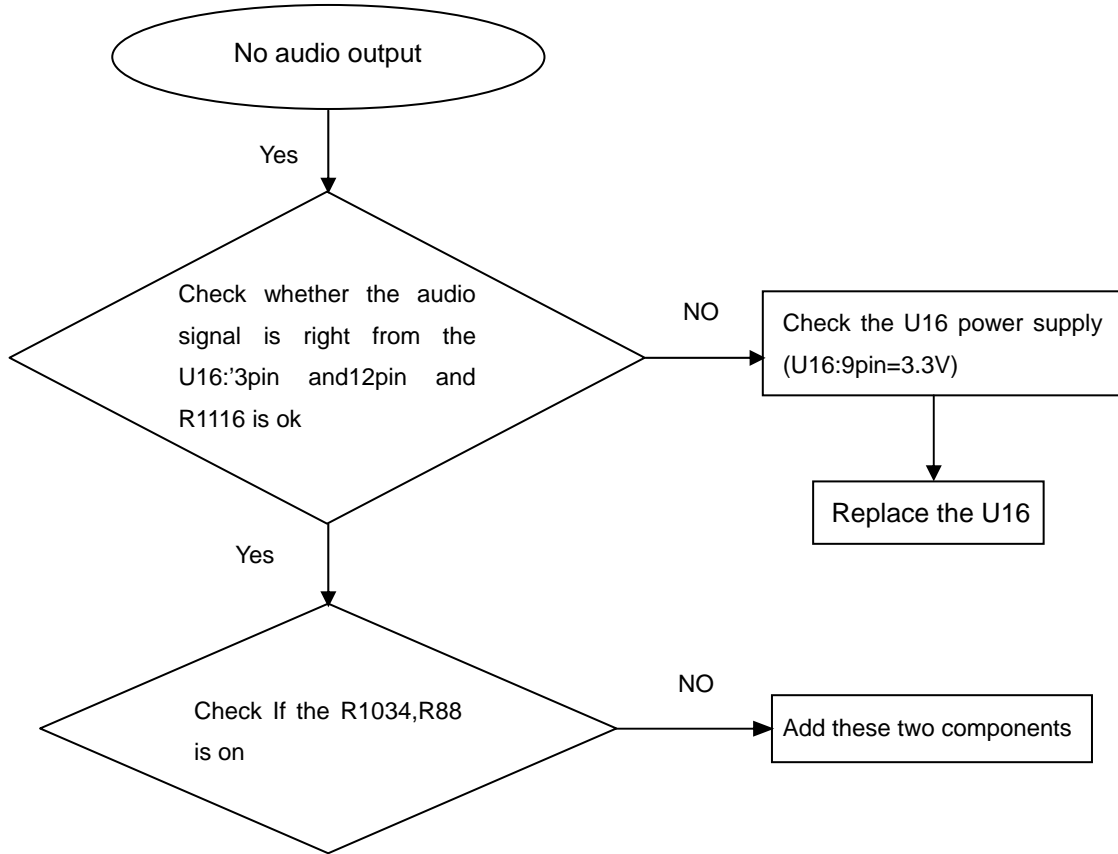 No audio output
Yes
Check whether the audio
signal is right from the
U16:'3pin and12pin and
R1116 is ok
NO
Check the U16 power supply
(U16:9pin=3.3V)
Replace the U16
Yes
Check If the R1034,R88
is on
NO
Add these two components